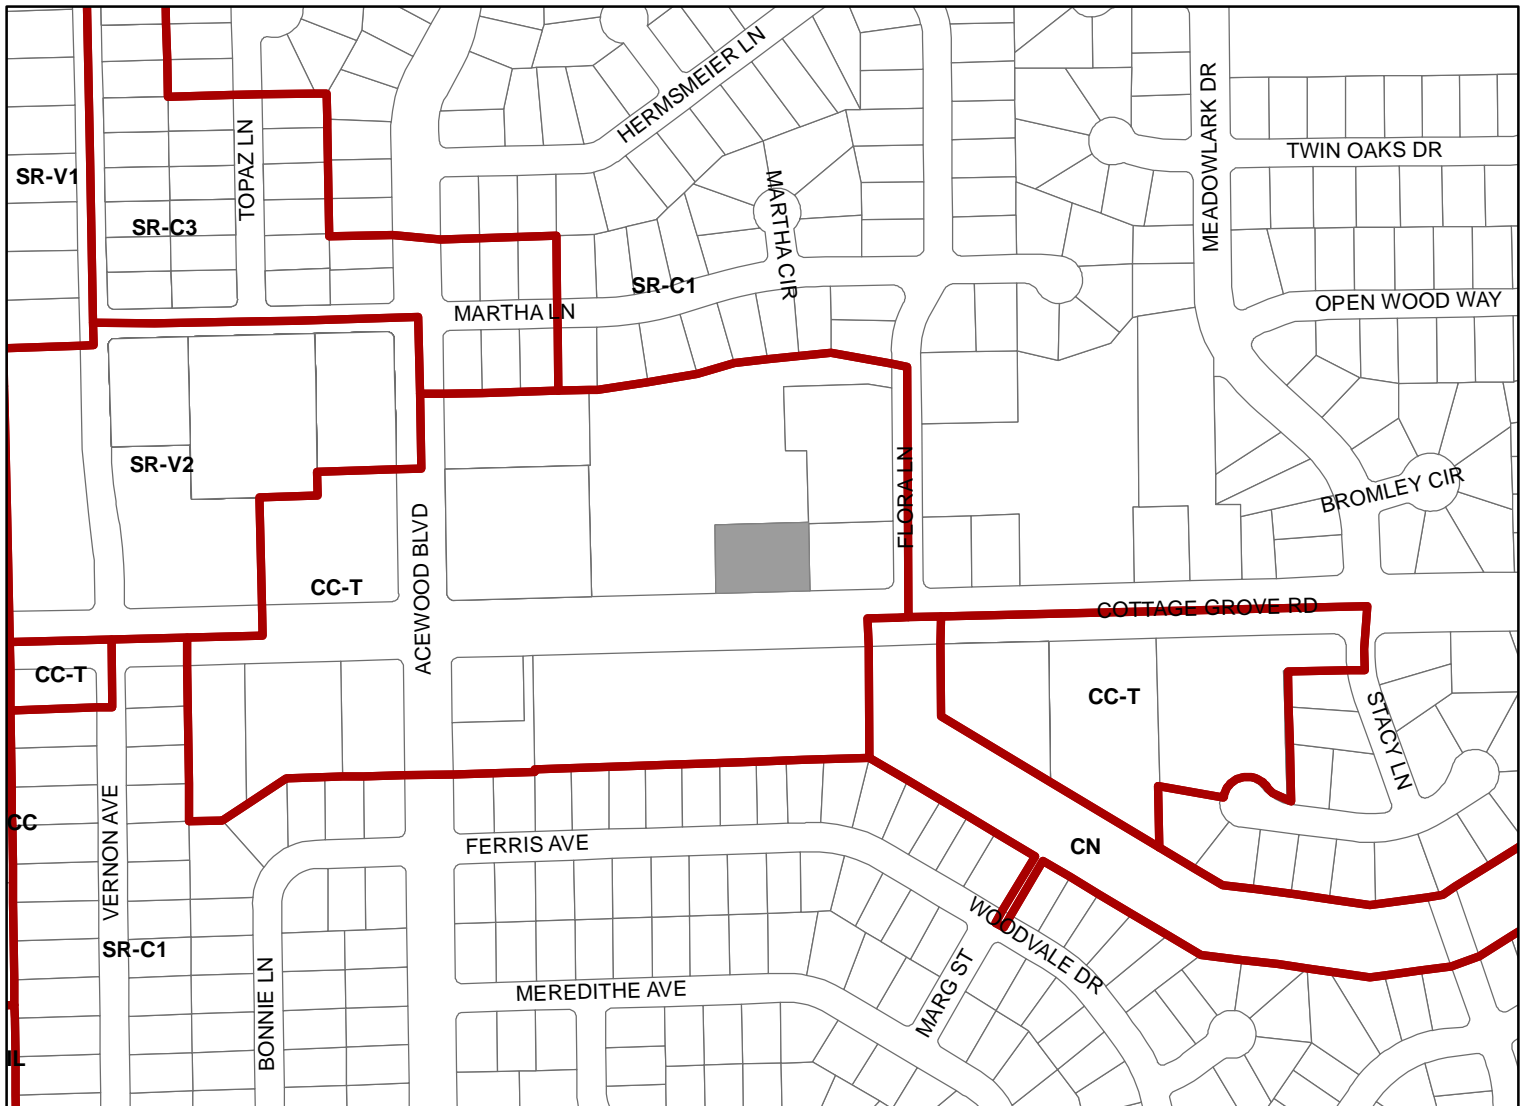 HERMSMEIER LN
MEADOWLARK DR
TOPAZ LN
TWIN OAKS DR
SR-V1
MARTHA CIR
SR-C3
SR-C1
OPEN WOOD WAY
MARTHA LN
SR-V2
BROMLEY CIR
FLORA LN
ACEWOOD BLVD
CC-T
COTTAGE GROVE RD
CC-T
CC-T
STACY LN
CC
VERNON AVE
FERRIS AVE
CN
WOODVALE DR
SR-C1
MARG ST
MEREDITHE AVE
BONNIE LN
IL